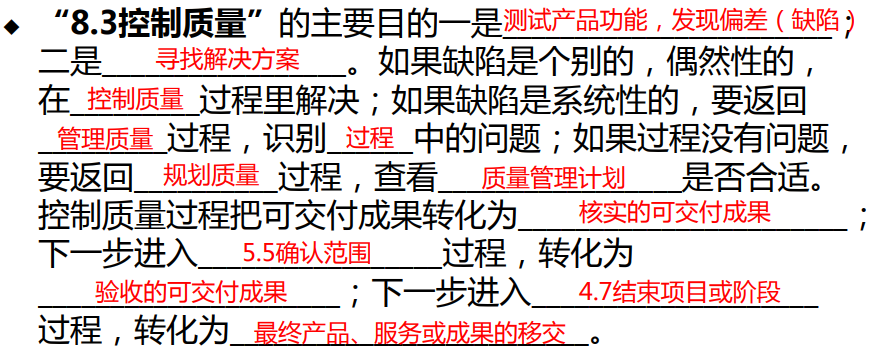 ◆ “8.3控制质量”的主要目的一是测试产品功能，发现偏差（缺陷）；
二是寻找解决方案。如果缺陷是个别的，偶然性的，
在控制质量过程里解决；如果缺陷是系统性的，要返回
管理质量过程，识别过程中的问题；如果过程没有问题，
要返回规划质量过程，查看质量管理计划是否合适。
控制质量过程把可交付成果转化为核实的可交付成果；
下一步进入5.5确认范围过程，转化为
验收的可交付成果；下一步进入4.7结束项目或阶段
过程，转化为最终产品、服务或成果的移交。